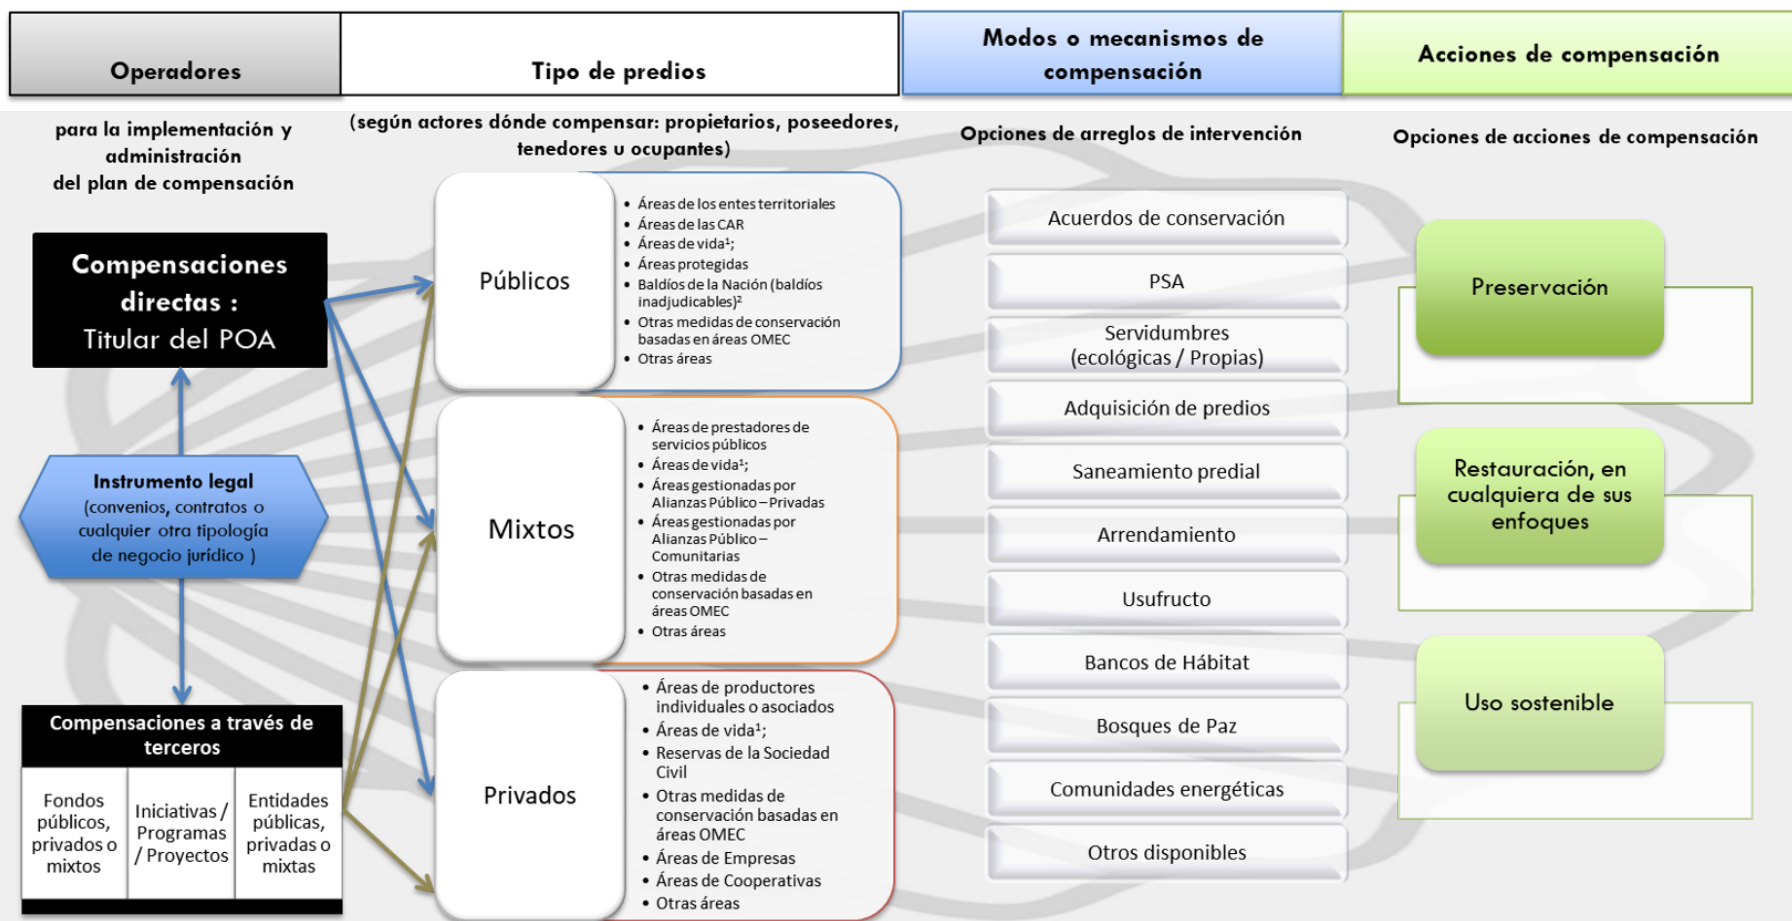 Operadores
Tipo de predios
Modos o mecanismos de
compensación
Acciones de compensación
para la implementación y
administración
del plan de compensación
(según actores dónde compensar: propietarios, poseedores,
tenedores u ocupantes)
Opciones de arreglos de intervención
Opciones de acciones de compensación
Compensaciones
directas :
Titular del POA
Instrumento legal
(convenios, contratos o
cualquier otra tipología
de negocio jurídico )
Compensaciones a través de
terceros
Fondos
públicos,
privados o
mixtos
Iniciativas /
Programas
/ Proyectos
Entidades
públicas,
privadas o
mixtas
Públicos
• Áreas de los entes territoriales
• Áreas de las CAR
• Áreas de vida¹;
• Áreas protegidas
• Baldíos de la Nación (baldíos
inadjudicables)²
• Otras medidas de conservación
basadas en áreas OMEC
• Otras áreas
Mixtos
• Áreas de prestadores de
servicios públicos
• Áreas de vida¹;
• Áreas gestionadas por
Alianzas Público – Privadas
• Áreas gestionadas por
Alianzas Público –
Comunitarias
• Otras medidas de
conservación basadas en
áreas OMEC
• Otras áreas
Privados
• Áreas de productores
individuales o asociados
• Áreas de vida¹;
• Reservas de la Sociedad
Civil
• Otras medidas de
conservación basadas en
áreas OMEC
• Áreas de Empresas
• Áreas de Cooperativas
• Otras áreas
Acuerdos de conservación
PSA
Servidumbres
(ecológicas / Propias)
Adquisición de predios
Saneamiento predial
Arrendamiento
Usufructo
Bancos de Hábitat
Bosques de Paz
Comunidades energéticas
Otros disponibles
Preservación
Restauración, en
cualquiera de sus
enfoques
Uso sostenible